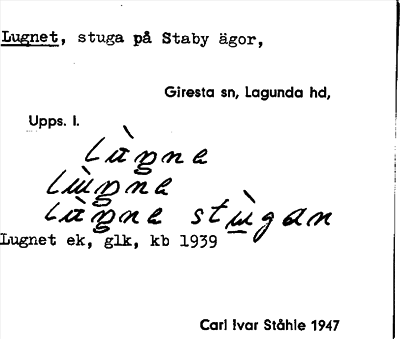 Lugnet, stuga på Staby ägor,
Giresta sn, Lagunda hd,
Upps. l.
Lùgne
Lùgne
Lùgne stùgan
Lugnet ek, glk, kb 1939
Carl Ivar Ståhle 1947